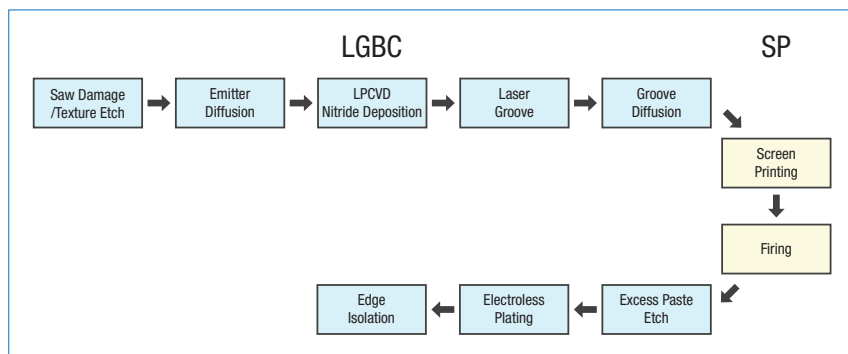 LGBC
SP
Saw Damage
/Texture Etch
Emitter
Diffusion
LPCVD
Nitride Deposition
Laser
Groove
Groove
Diffusion
Screen
Printing
Firing
Excess Paste
Etch
Electroless
Plating
Edge
Isolation